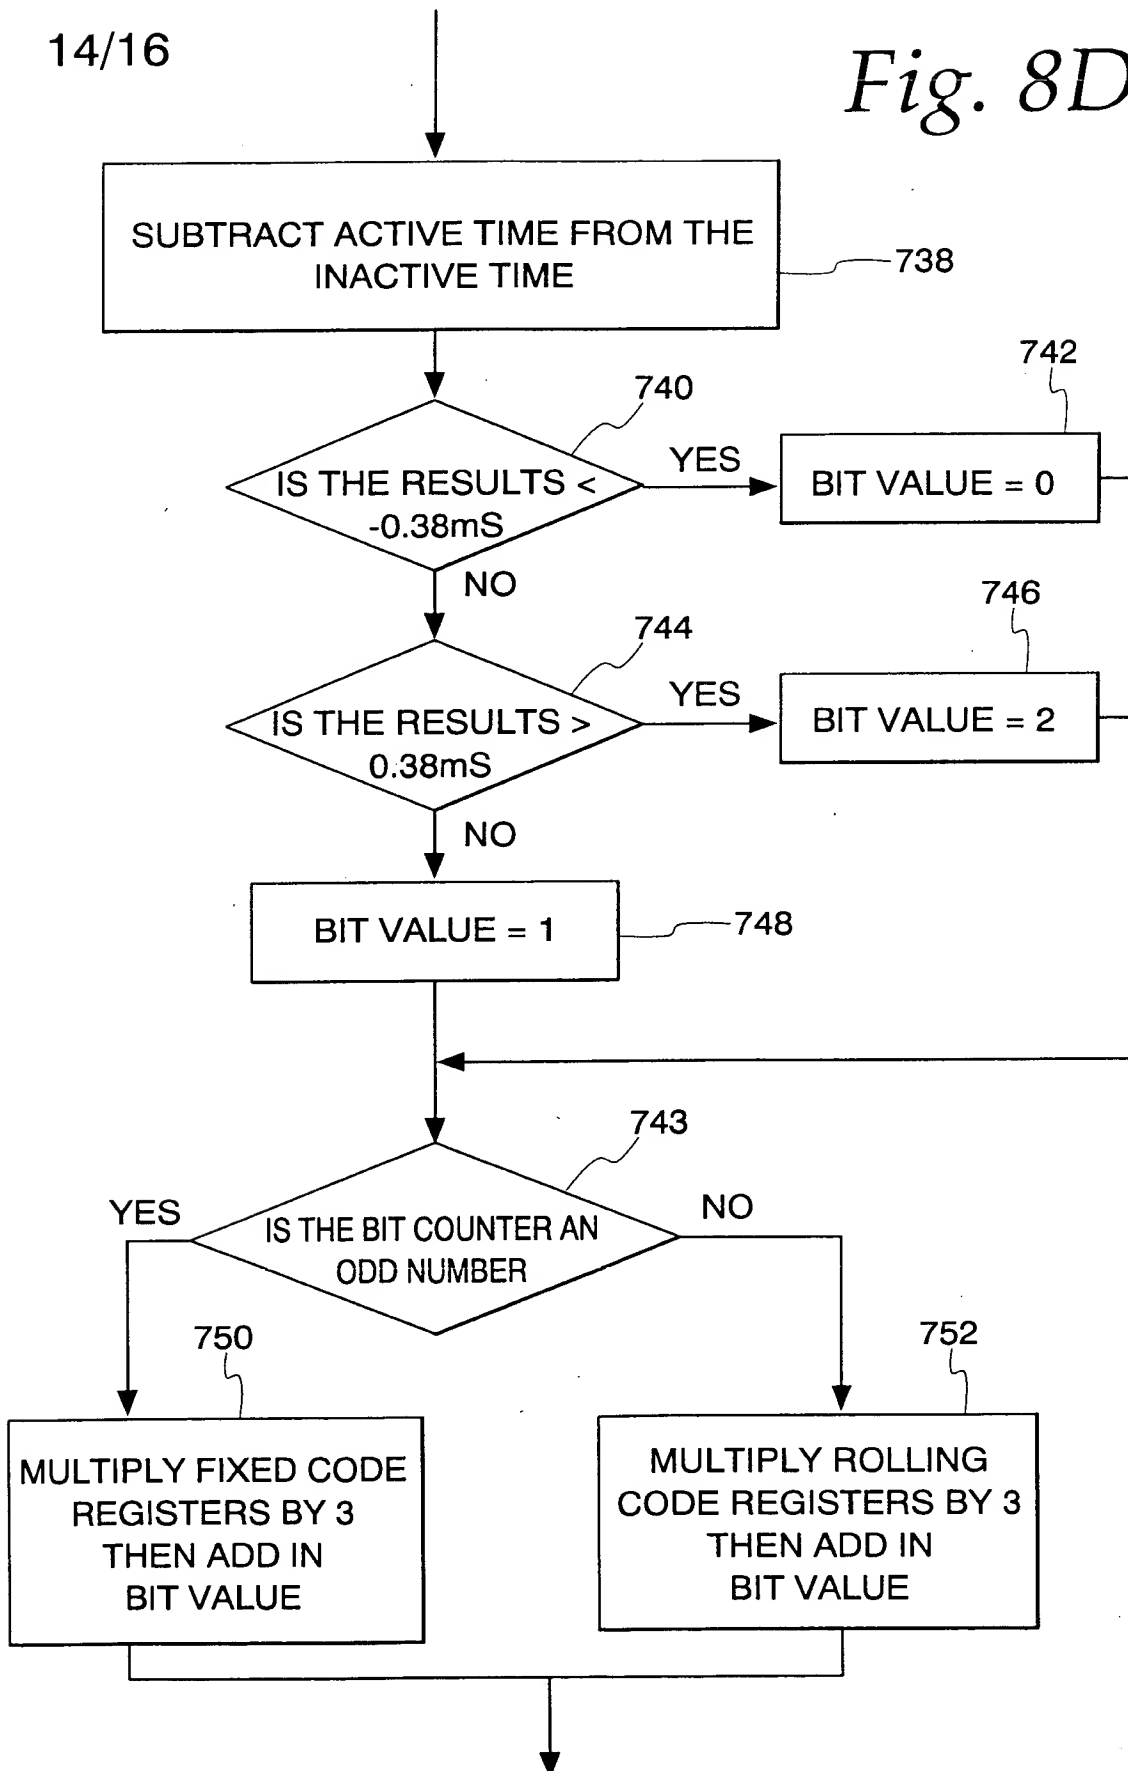 14/16
Fig. 8D
SUBTRACT ACTIVE TIME FROM THE
INACTIVE TIME
738
740
742
IS THE RESULTS <
-0.38mS
YES
BIT VALUE = 0
NO
744
746
IS THE RESULTS >
0.38mS
YES
BIT VALUE = 2
NO
BIT VALUE = 1
748
743
YES
IS THE BIT COUNTER AN
ODD NUMBER
NO
750
752
MULTIPLY FIXED CODE
REGISTERS BY 3
THEN ADD IN
BIT VALUE
MULTIPLY ROLLING
CODE REGISTERS BY 3
THEN ADD IN
BIT VALUE